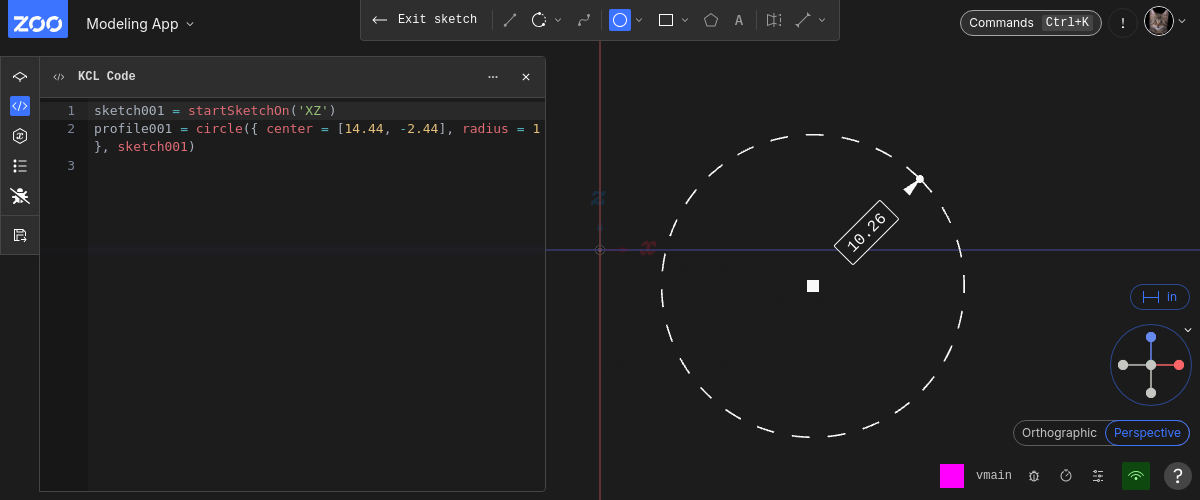 ZOO
Modeling App
Exit sketch
A
Commands Ctrl+K
!
KCL Code
1 sketch001 = startSketchOn('XZ')
2 profile001 = circle({ center = [14.44, -2.44], radius = 1
}, sketch001)
3
z
x
10.26
in
Orthographic Perspective
vmain
?